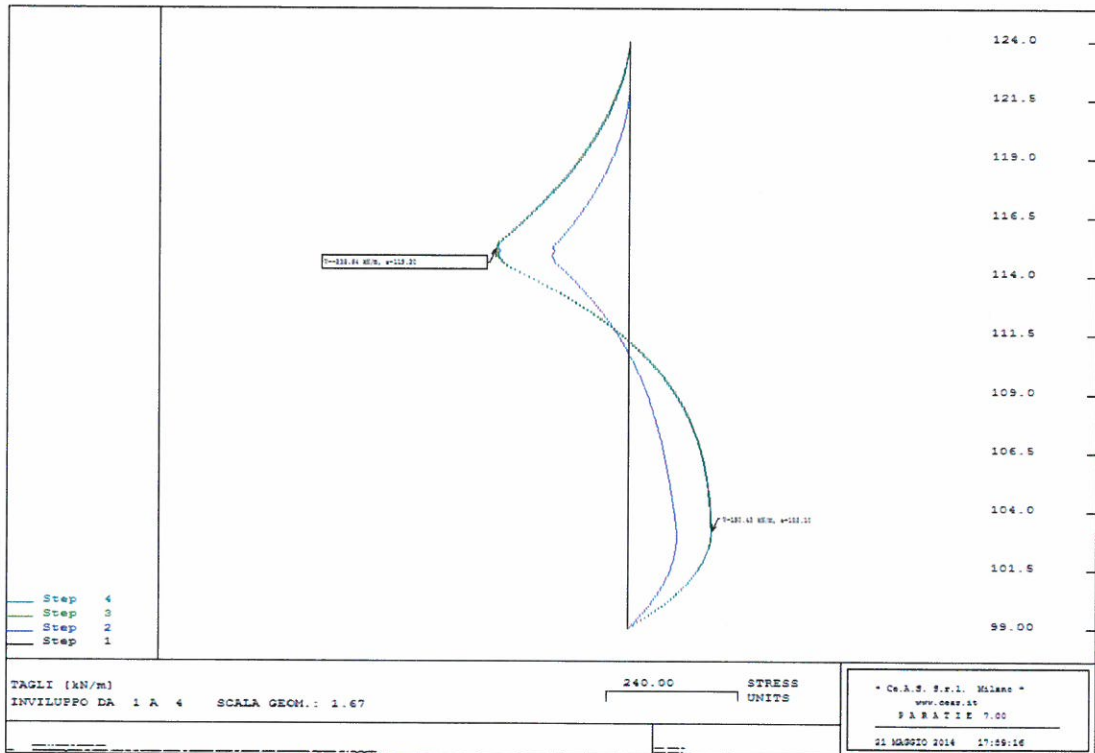 124.0
121.5
119.0
116.5
114.0
111.5
109.0
106.5
104.0
101.5
99.00
Step 4
Step 3
Step 2
Step 1
TAGLI [kN/m]
INVILUPPO DA 1 A 4 SCALA GEOM.: 1.67
240.00 STRESS
UNITS
* Ce.A.S. S.r.l. Milano *
www.ceas.it
P A R A T I E 7.00
21 MAGGIO 2014 17:59:16